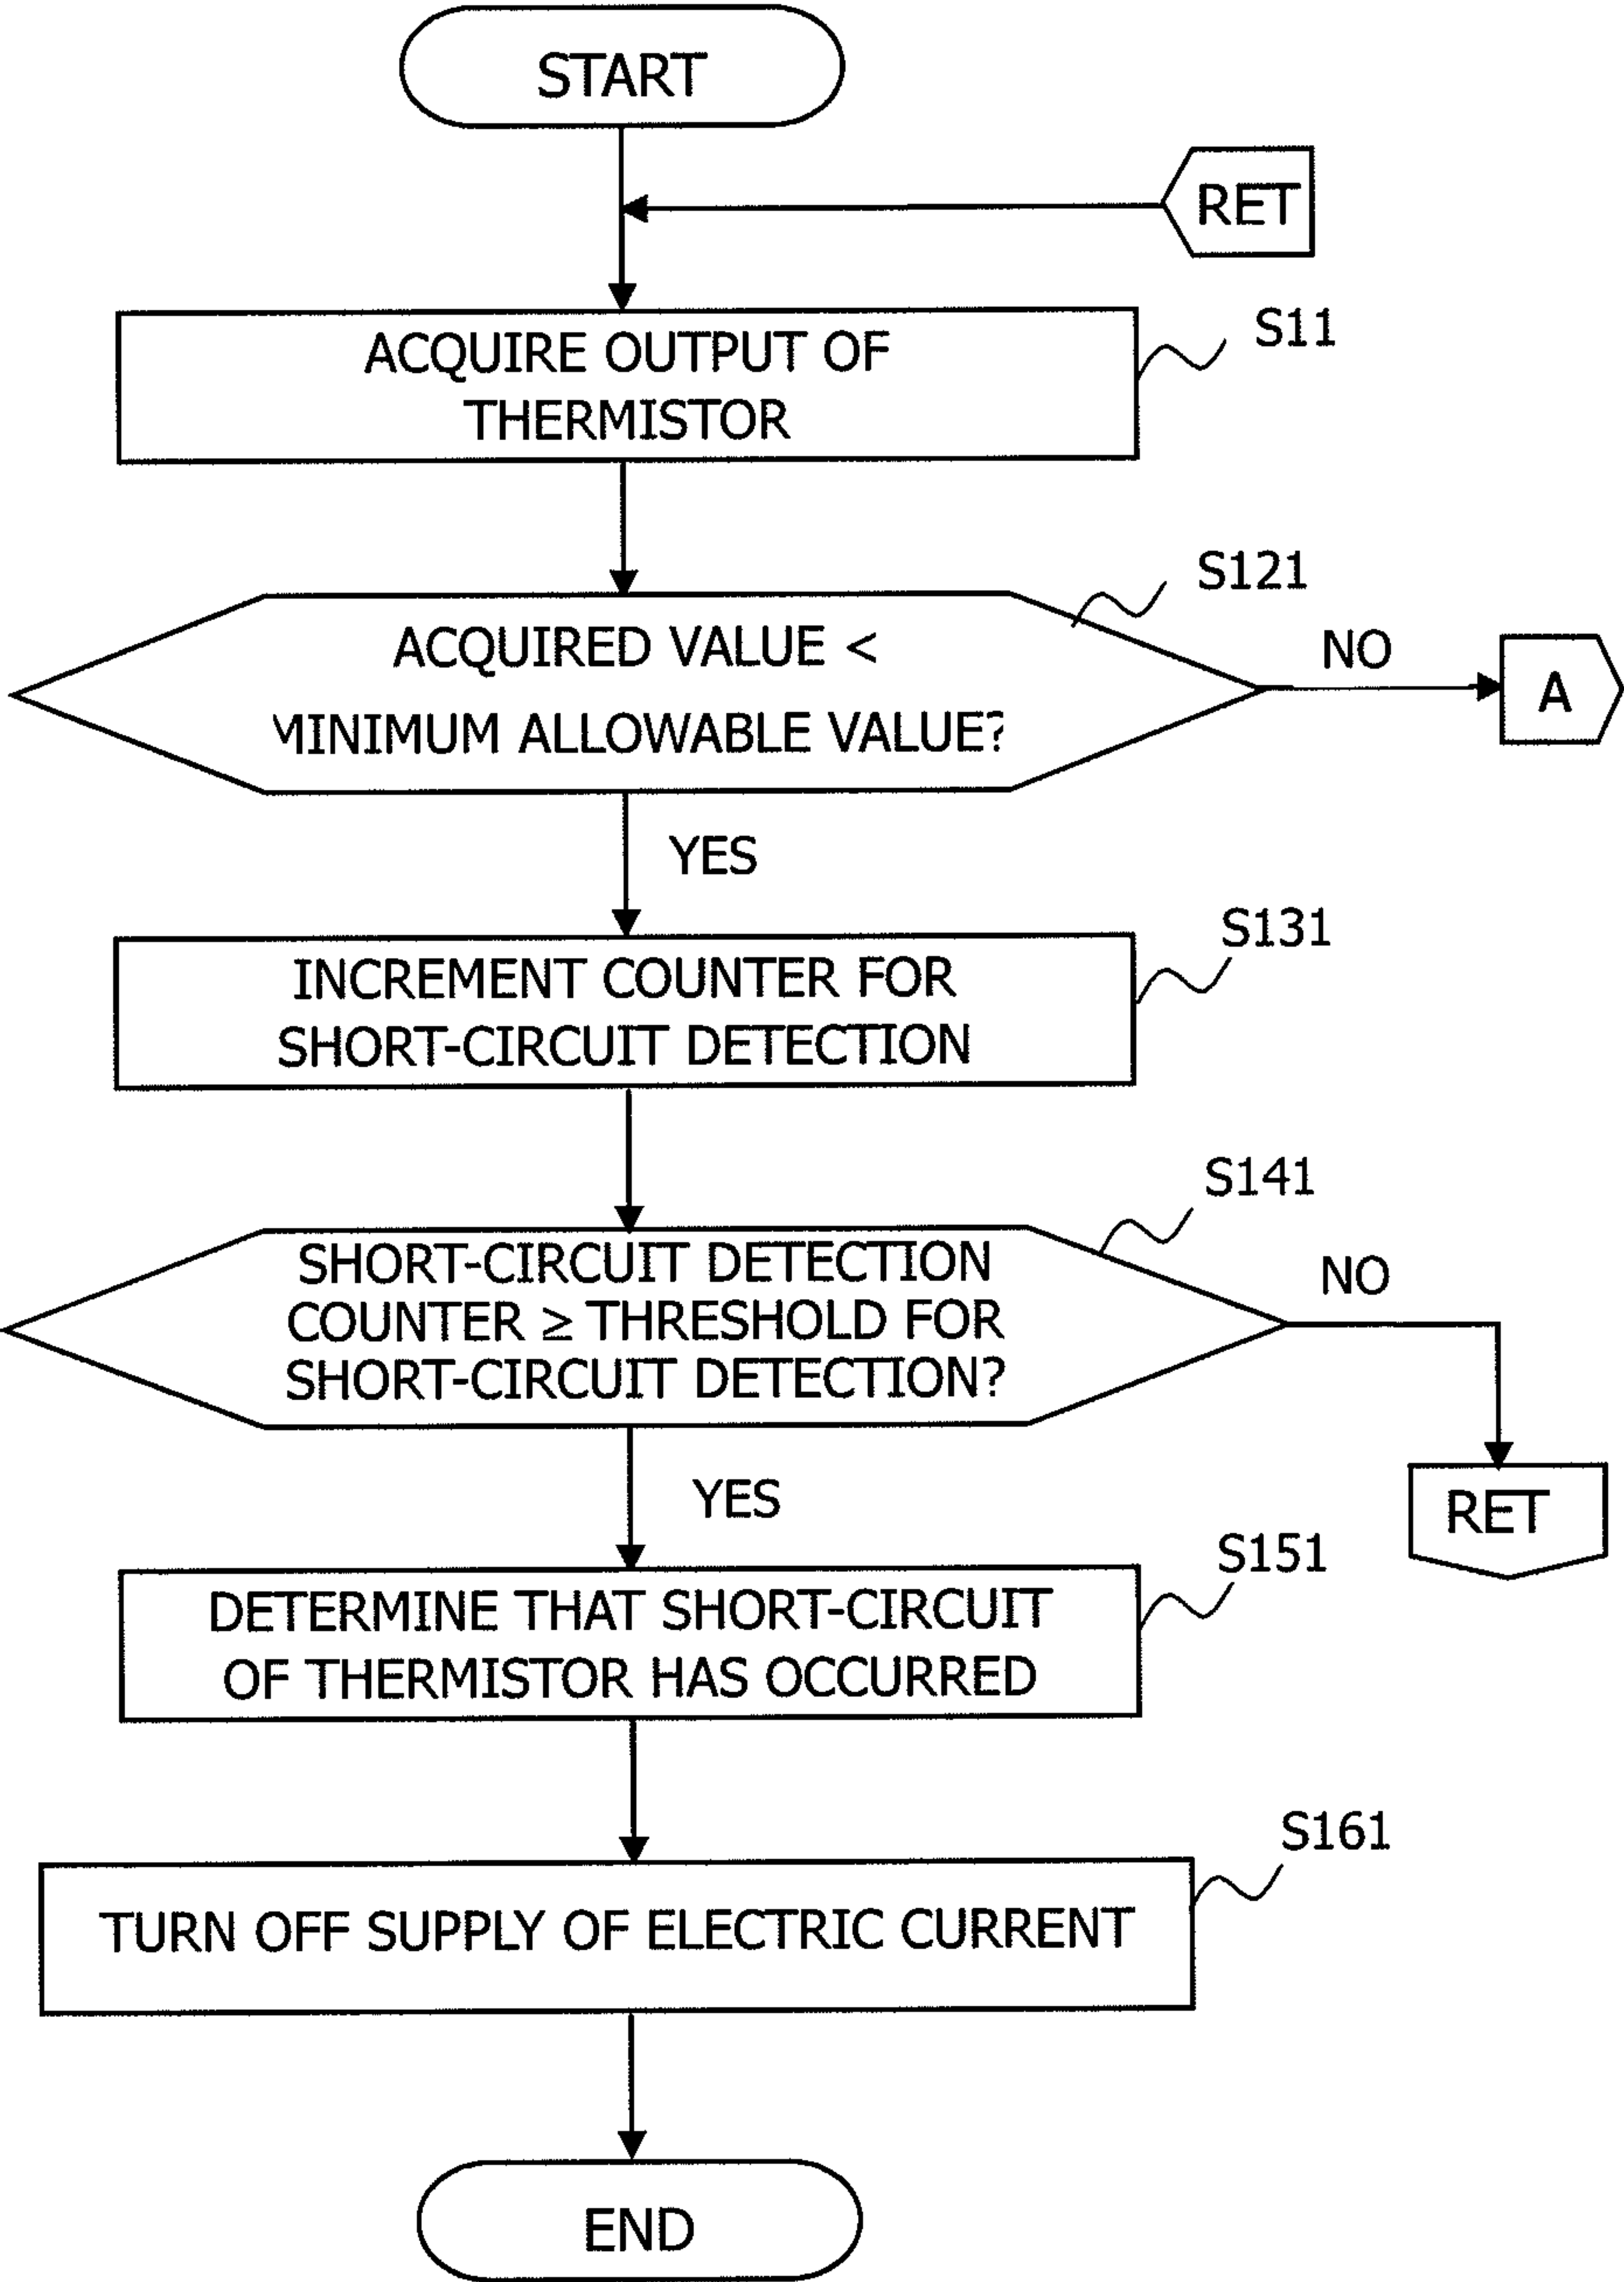 START
RET
S11
ACQUIRE OUTPUT OF
THERMISTOR
S121
ACQUIRED VALUE <
MINIMUM ALLOWABLE VALUE?
NO
A
YES
S131
INCREMENT COUNTER FOR
SHORT-CIRCUIT DETECTION
S141
SHORT-CIRCUIT DETECTION
COUNTER ≥ THRESHOLD FOR
SHORT-CIRCUIT DETECTION?
NO
RET
YES
S151
DETERMINE THAT SHORT-CIRCUIT
OF THERMISTOR HAS OCCURRED
S161
TURN OFF SUPPLY OF ELECTRIC CURRENT
END